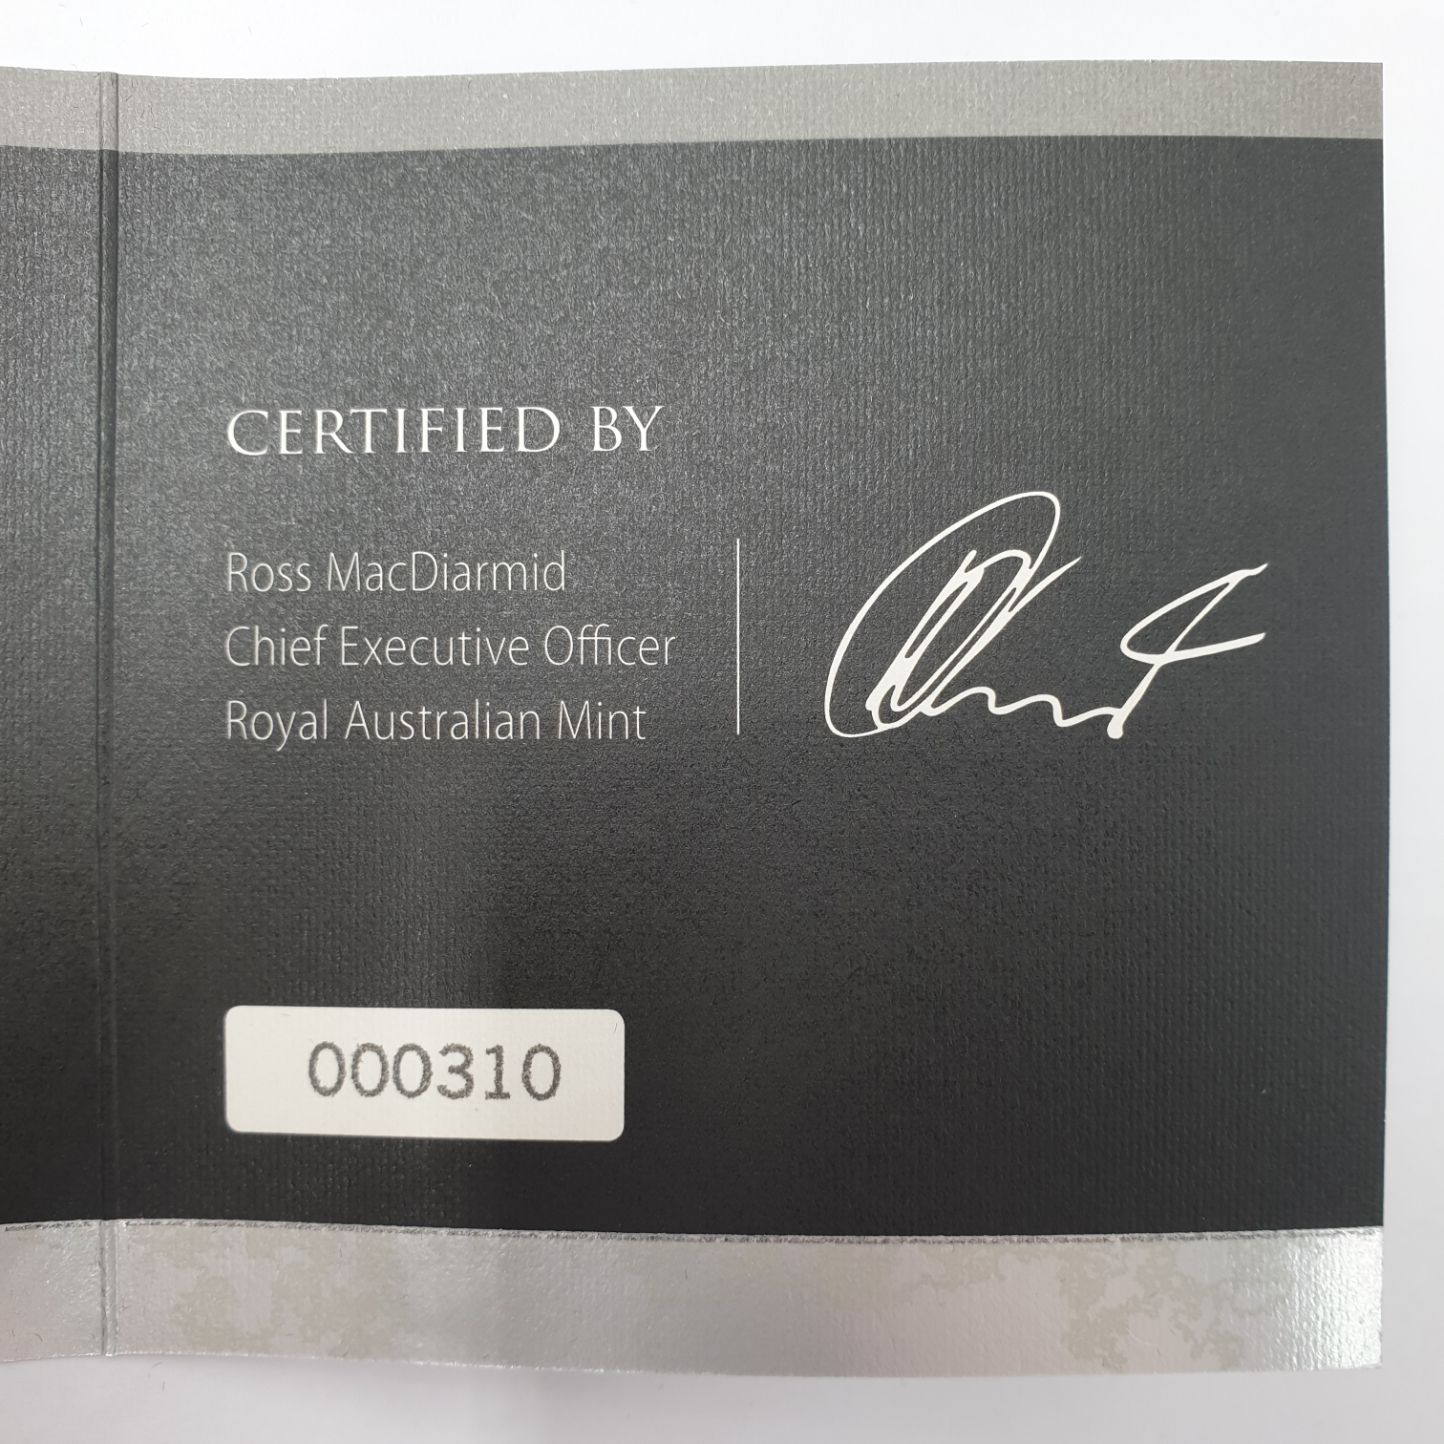 CERTIFIED BY
Ross MacDiarmid
Chief Executive Officer
Royal Australian Mint
000310